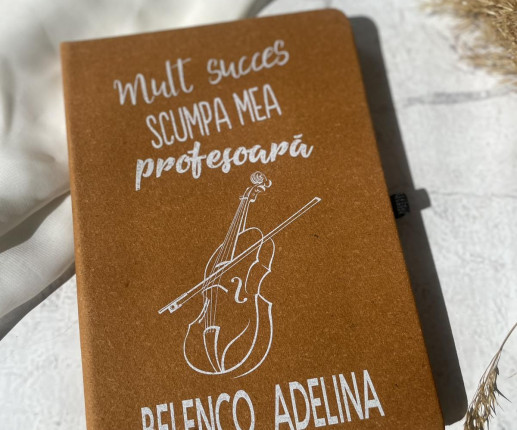 Mult succes
SCUMPA MEA
profesoară
BELENCO ADELINA